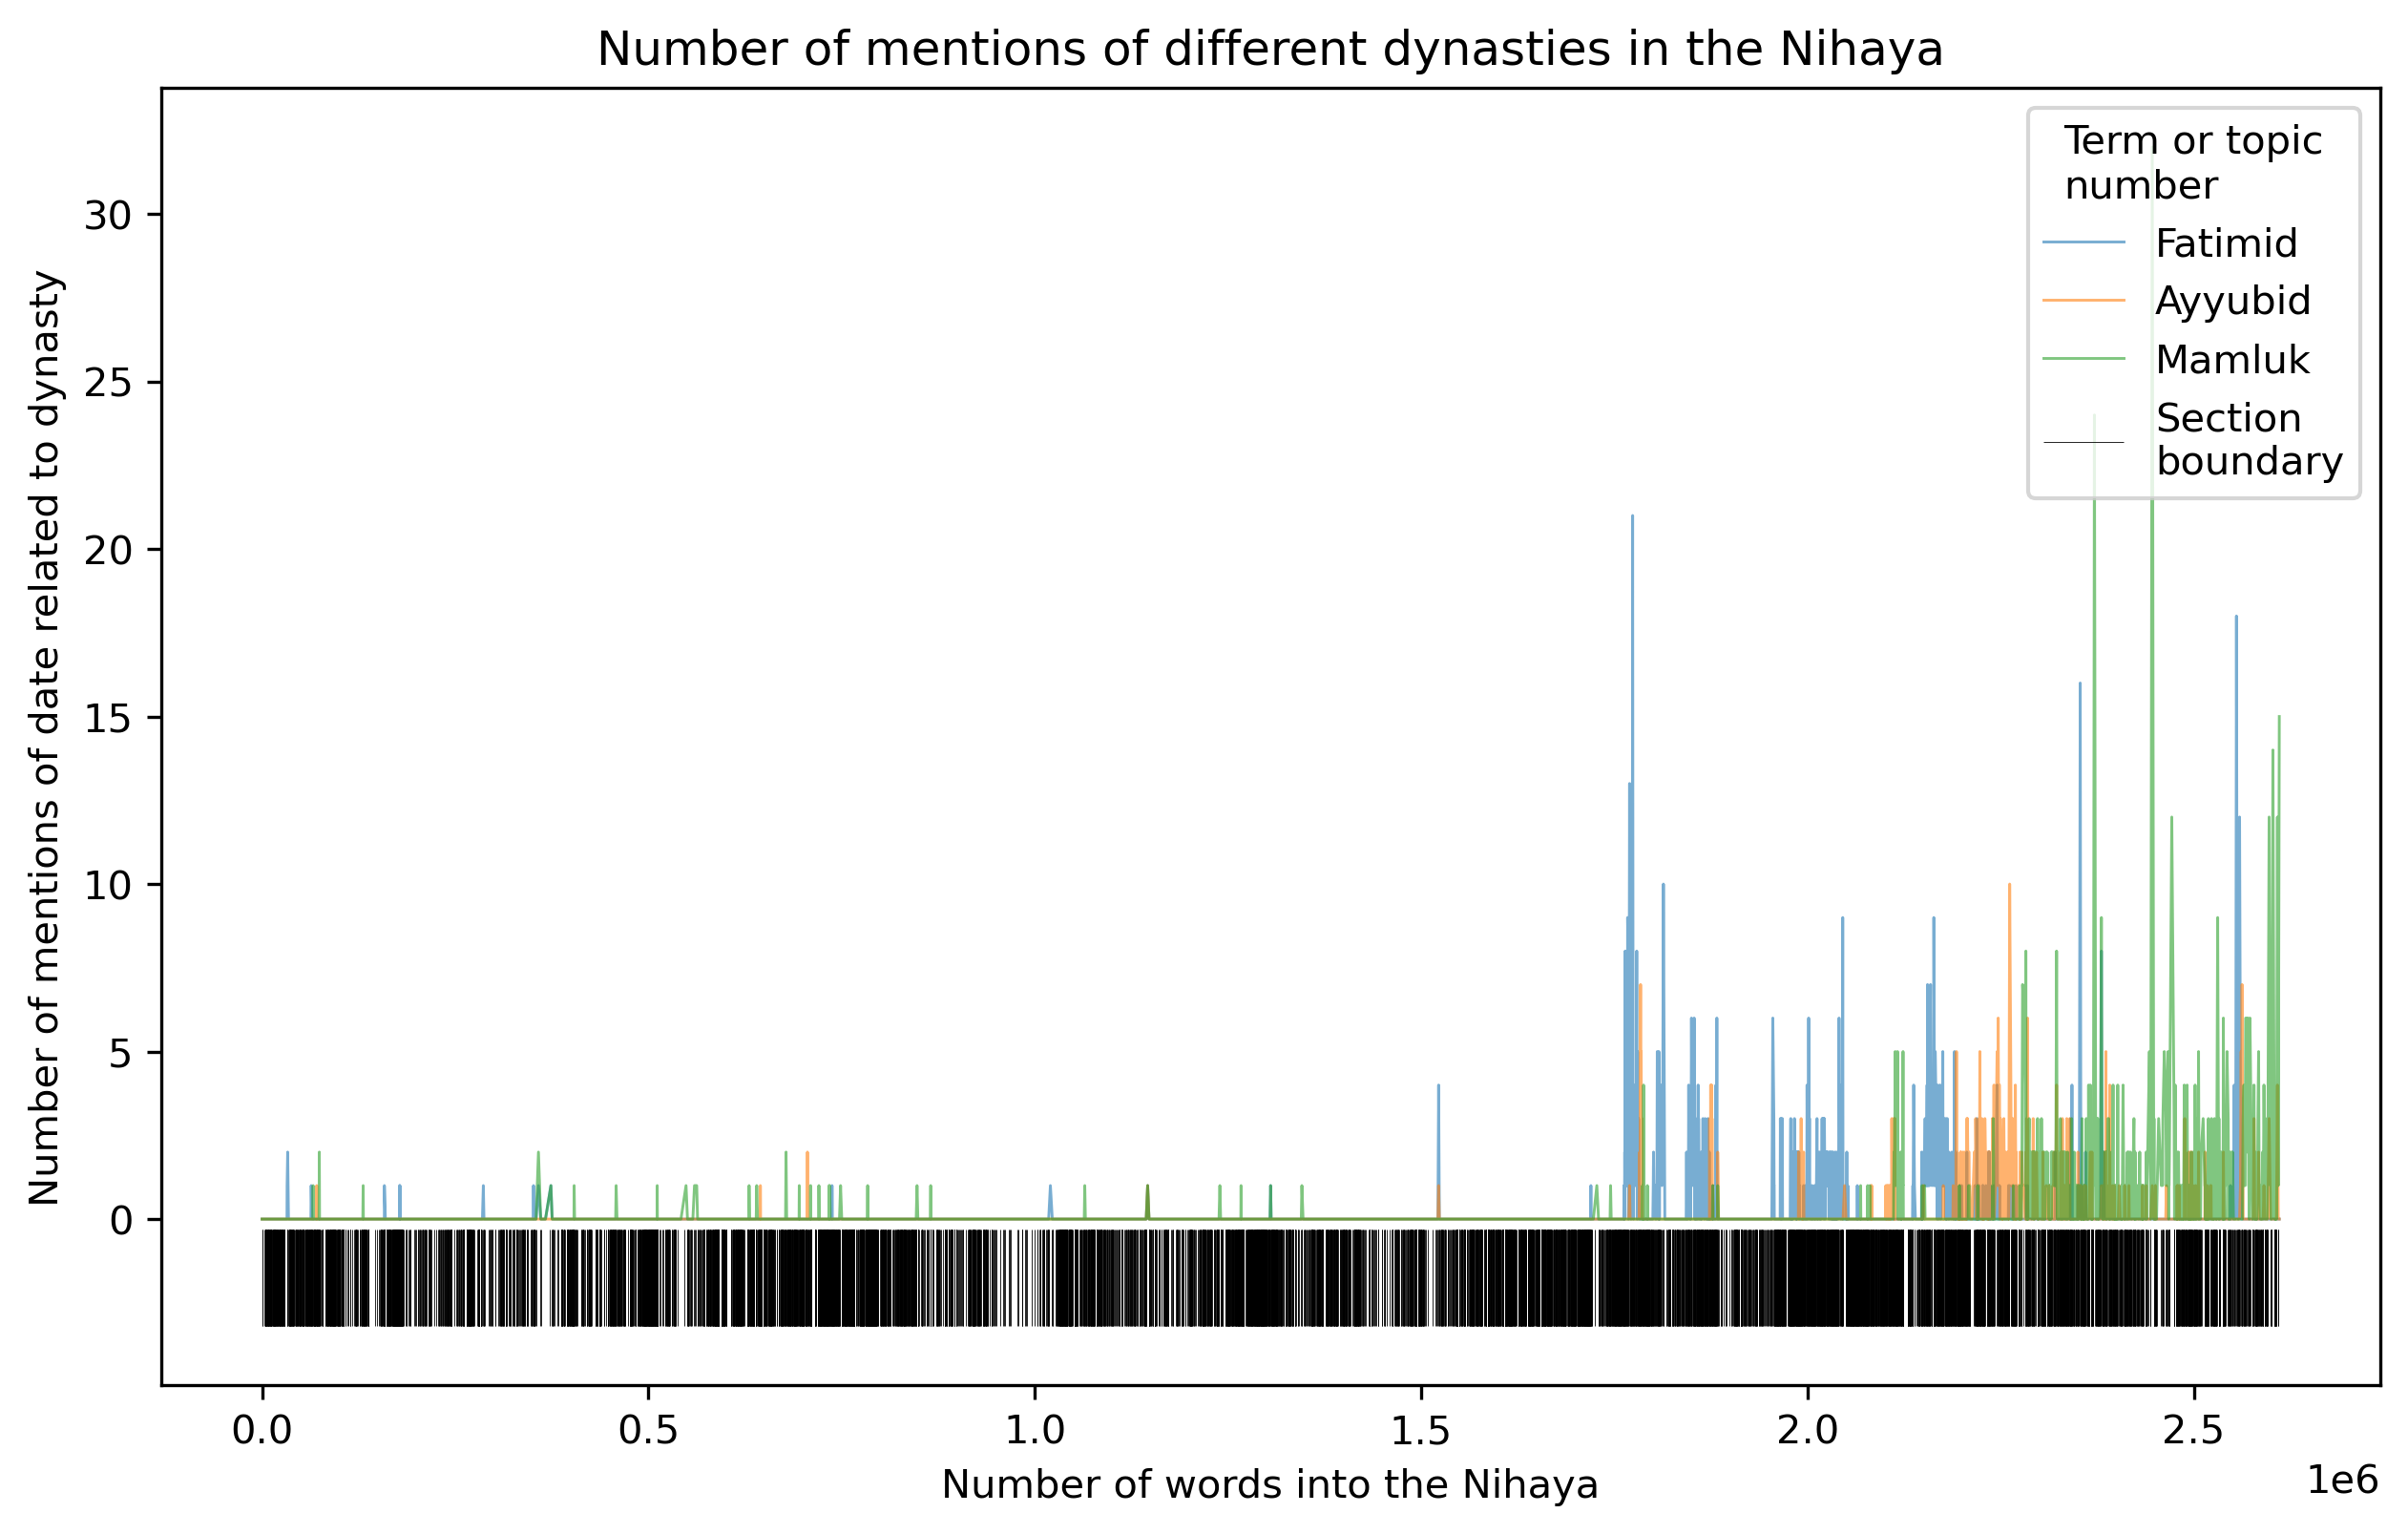 Number of mentions of different dynasties in the Nihaya
Number of mentions of date related to dynasty
30
25
20
15
10
5
0
Term or topic
number
Fatimid
Ayyubid
Mamluk
Section
boundary
0.0
0.5
1.0
1.5
2.0
2.5
1e6
Number of words into the Nihaya